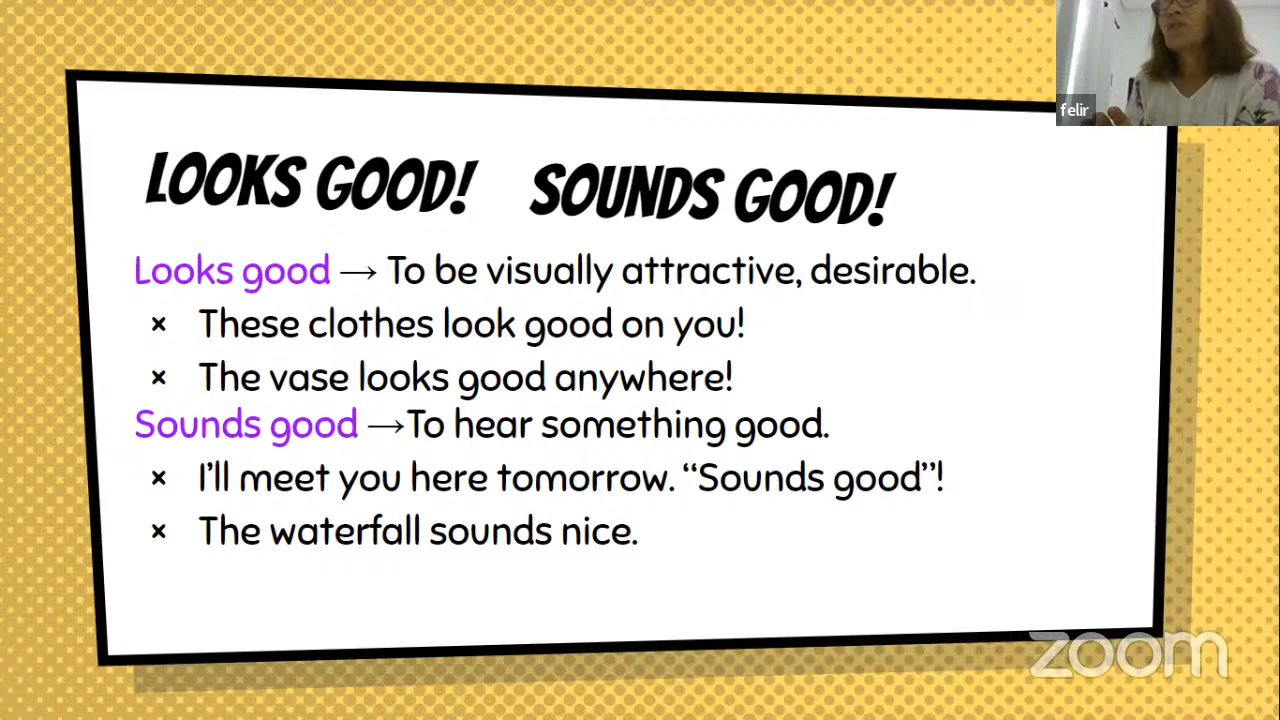 felir
LOOKS GOOD! SOUNDS GOOD!
Looks good → To be visually attractive, desirable.
× These clothes look good on you!
× The vase looks good anywhere!
Sounds good →To hear something good.
× I'll meet you here tomorrow. “Sounds good”!
× The waterfall sounds nice.
zoom